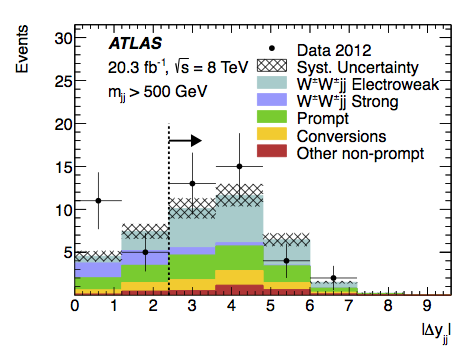 Events
30
25
20
15
10
5
0
0 1 2 3 4 5 6 7 8 9
|Δy_jj|
ATLAS
20.3 fb⁻¹, √s = 8 TeV
m_jj > 500 GeV
Data 2012
Syst. Uncertainty
W±W±jj Electroweak
W±W±jj Strong
Prompt
Conversions
Other non-prompt